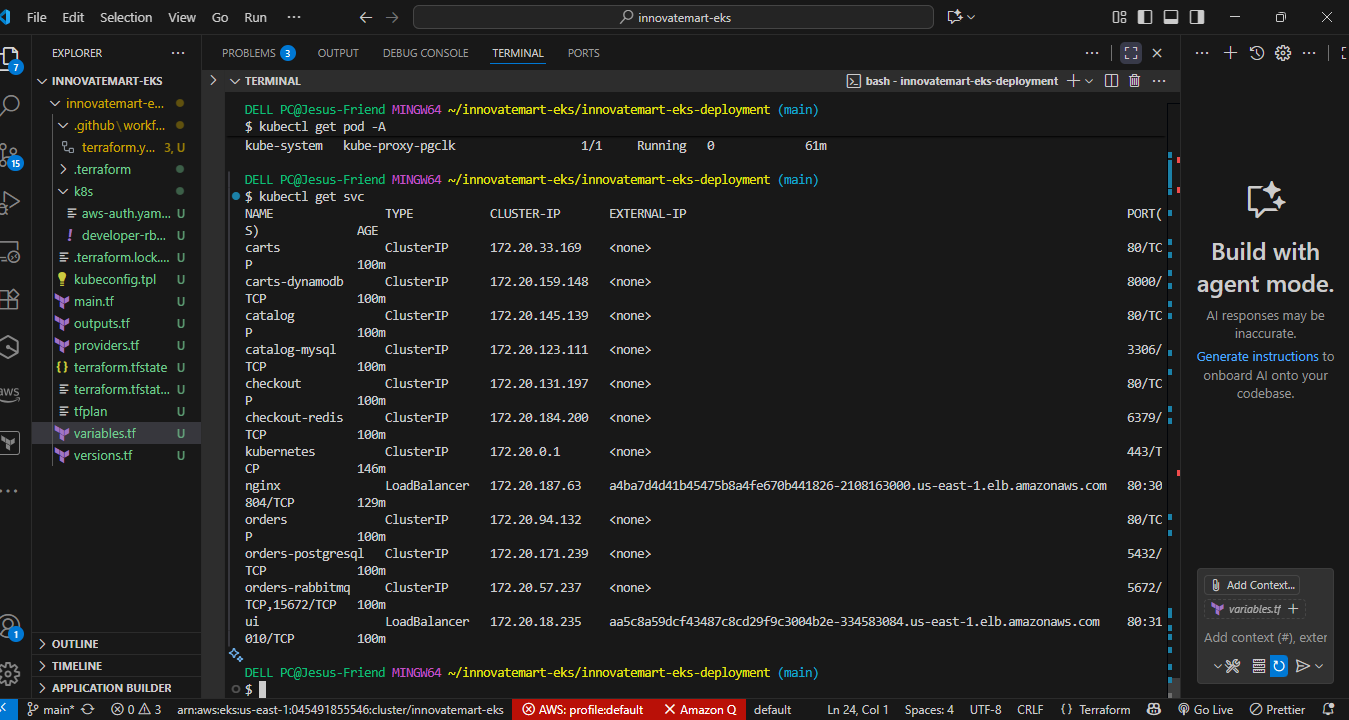 File Edit Selection View Go Run ··· innovatemart-eks
EXPLORER ···
PROBLEMS 3 OUTPUT DEBUG CONSOLE TERMINAL PORTS ···
INNOVATEMART-EKS
innovatemart-e...
.github\workf...
terraform.y... 3, U
.terraform
k8s
aws-auth.yam... U
! developer-rb... U
.terraform.lock.... U
kubeconfig.tpl U
main.tf U
outputs.tf U
providers.tf U
{} terraform.tfstate U
terraform.tfstat... U
tfplan U
variables.tf U
versions.tf U
OUTLINE
TIMELINE
APPLICATION BUILDER
7
15
aws
1
TERMINAL bash - innovatemart-eks-deployment
DELL PC@Jesus-Friend MINGW64 ~/innovatemart-eks/innovatemart-eks-deployment (main)
$ kubectl get pod -A
kube-system kube-proxy-pgclk 1/1 Running 0 61m
DELL PC@Jesus-Friend MINGW64 ~/innovatemart-eks/innovatemart-eks-deployment (main)
$ kubectl get svc
NAME TYPE CLUSTER-IP EXTERNAL-IP PORT(
S) AGE
carts ClusterIP 172.20.33.169 <none> 80/TC
P 100m
carts-dynamodb ClusterIP 172.20.159.148 <none> 8000/
TCP 100m
catalog ClusterIP 172.20.145.139 <none> 80/TC
P 100m
catalog-mysql ClusterIP 172.20.123.111 <none> 3306/
TCP 100m
checkout ClusterIP 172.20.131.197 <none> 80/TC
P 100m
checkout-redis ClusterIP 172.20.184.200 <none> 6379/
TCP 100m
kubernetes ClusterIP 172.20.0.1 <none> 443/T
CP 146m
nginx LoadBalancer 172.20.187.63 a4ba7d4d41b45475b8a4fe670b441826-2108163000.us-east-1.elb.amazonaws.com 80:30
804/TCP 129m
orders ClusterIP 172.20.94.132 <none> 80/TC
P 100m
orders-postgresql ClusterIP 172.20.171.239 <none> 5432/
TCP 100m
orders-rabbitmq ClusterIP 172.20.57.237 <none> 5672/
TCP,15672/TCP 100m
ui LoadBalancer 172.20.18.235 aa5c8a59dcf43487c8cd29f9c3004b2e-334583084.us-east-1.elb.amazonaws.com 80:31
010/TCP 100m
DELL PC@Jesus-Friend MINGW64 ~/innovatemart-eks/innovatemart-eks-deployment (main)
$
Build with
agent mode.
AI responses may be
inaccurate.
Generate instructions to
onboard AI onto your
codebase.
Add Context...
variables.tf +
Add context (#), exter
main* 0 3 arn:aws:eks:us-east-1:045491855546:cluster/innovatemart-eks AWS: profile:default Amazon Q default Ln 24, Col 1 Spaces: 4 UTF-8 CRLF {} Terraform Go Live Prettier